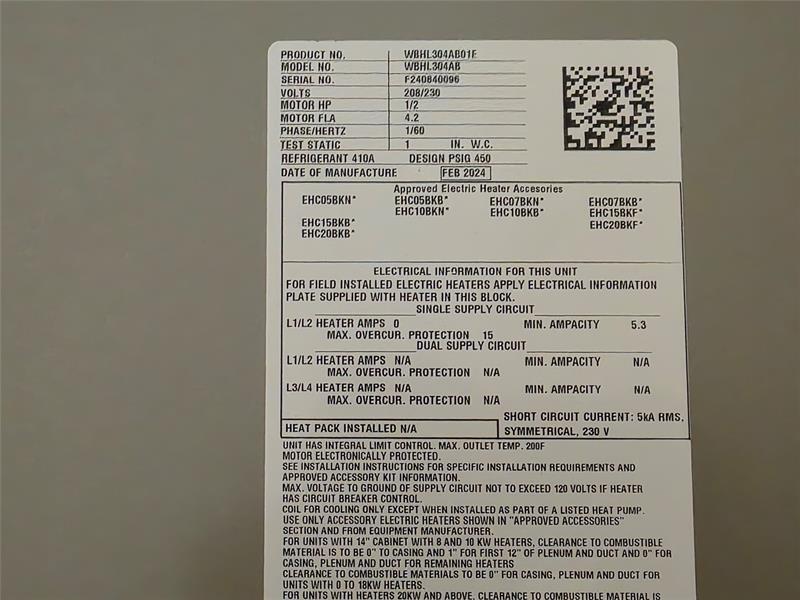 PRODUCT NO. WBHL304AB01E
MODEL NO. WBHL304AB
SERIAL NO. F240640096
VOLTS 208/230
MOTOR HP 1/2
MOTOR FLA 4.2
PHASE/HERTZ 1/60
TEST STATIC 1 IN. W.C.
REFRIGERANT 410A DESIGN PSIG 450
DATE OF MANUFACTURE FEB 2024
Approved Electric Heater Accesories
EHC05BKN* EHC05BKB* EHC07BKN* EHC07BKB*
EHC10BKN* EHC10BKB* EHC15BKF*
EHC15BKB* EHC20BKF*
EHC20BKB*
ELECTRICAL INFORMATION FOR THIS UNIT
FOR FIELD INSTALLED ELECTRIC HEATERS APPLY ELECTRICAL INFORMATION
PLATE SUPPLIED WITH HEATER IN THIS BLOCK.
SINGLE SUPPLY CIRCUIT
L1/L2 HEATER AMPS 0 MIN. AMPACITY 5.3
MAX. OVERCUR. PROTECTION 15
DUAL SUPPLY CIRCUIT
L1/L2 HEATER AMPS N/A MIN. AMPACITY N/A
MAX. OVERCUR. PROTECTION N/A
L3/L4 HEATER AMPS N/A MIN. AMPACITY N/A
MAX. OVERCUR. PROTECTION N/A
SHORT CIRCUIT CURRENT: 5kA RMS.
HEAT PACK INSTALLED N/A SYMMETRICAL, 230 V
UNIT HAS INTEGRAL LIMIT CONTROL. MAX. OUTLET TEMP. 200F
MOTOR ELECTRONICALLY PROTECTED.
SEE INSTALLATION INSTRUCTIONS FOR SPECIFIC INSTALLATION REQUIREMENTS AND
APPROVED ACCESSORY KIT INFORMATION.
MAX. VOLTAGE TO GROUND OF SUPPLY CIRCUIT NOT TO EXCEED 120 VOLTS IF HEATER
HAS CIRCUIT BREAKER CONTROL.
COIL FOR COOLING ONLY EXCEPT WHEN INSTALLED AS PART OF A LISTED HEAT PUMP.
USE ONLY ACCESSORY ELECTRIC HEATERS SHOWN IN "APPROVED ACCESSORIES"
SECTION AND FROM EQUIPMENT MANUFACTURER.
FOR UNITS WITH 14" CABINET WITH 8 AND 10 KW HEATERS, CLEARANCE TO COMBUSTIBLE
MATERIAL IS TO BE 0" TO CASING AND 1" FOR FIRST 12" OF PLENUM AND DUCT AND 0" FOR
CASING, PLENUM AND DUCT FOR REMAINING HEATERS
CLEARANCE TO COMBUSTIBLE MATERIALS TO BE 0" FOR CASING, PLENUM AND DUCT FOR
UNITS WITH 0 TO 18KW HEATERS.
FOR UNITS WITH HEATERS 20KW AND ABOVE, CLEARANCE TO COMBUSTIBLE MATERIAL IS